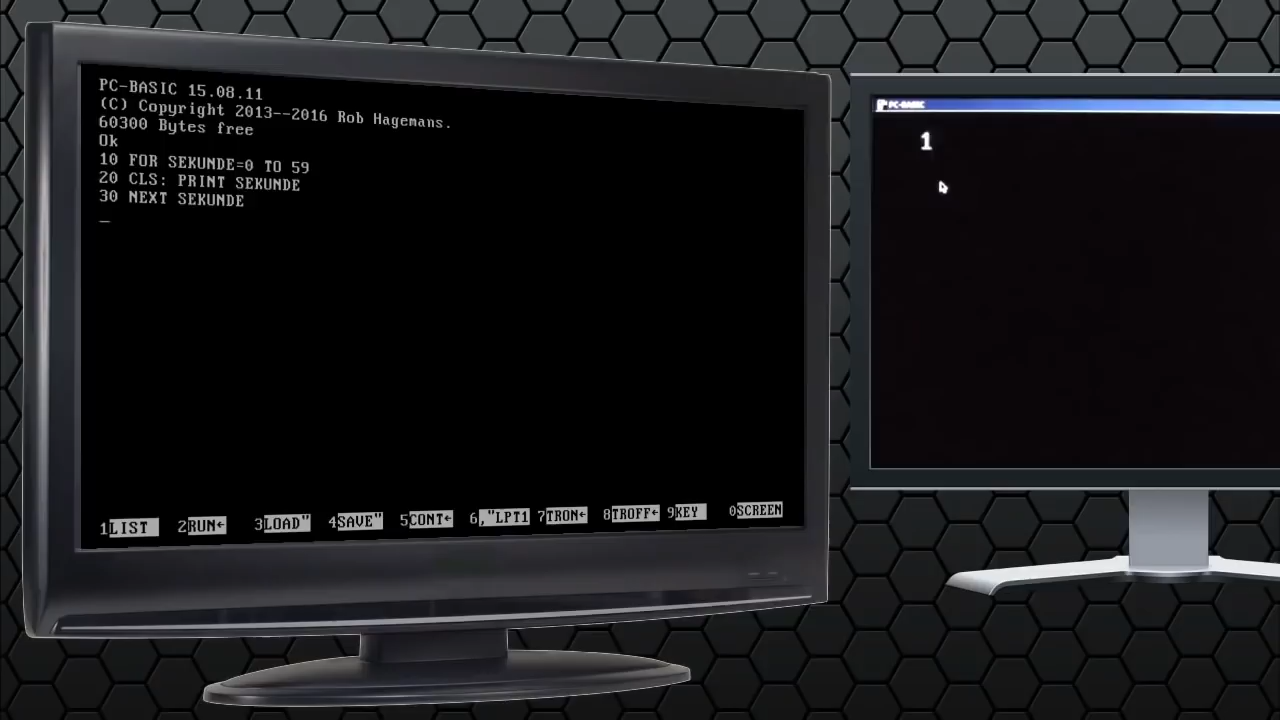 PC-BASIC 15.08.11
(C) Copyright 2013--2016 Rob Hagemans.
60300 Bytes free
Ok
10 FOR SEKUNDE=0 TO 59
20 CLS: PRINT SEKUNDE
30 NEXT SEKUNDE
_
1LIST 2RUN← 3LOAD" 4SAVE" 5CONT← 6,"LPT1 7TRON← 8TROFF← 9KEY 0SCREEN
PC-BASIC
1